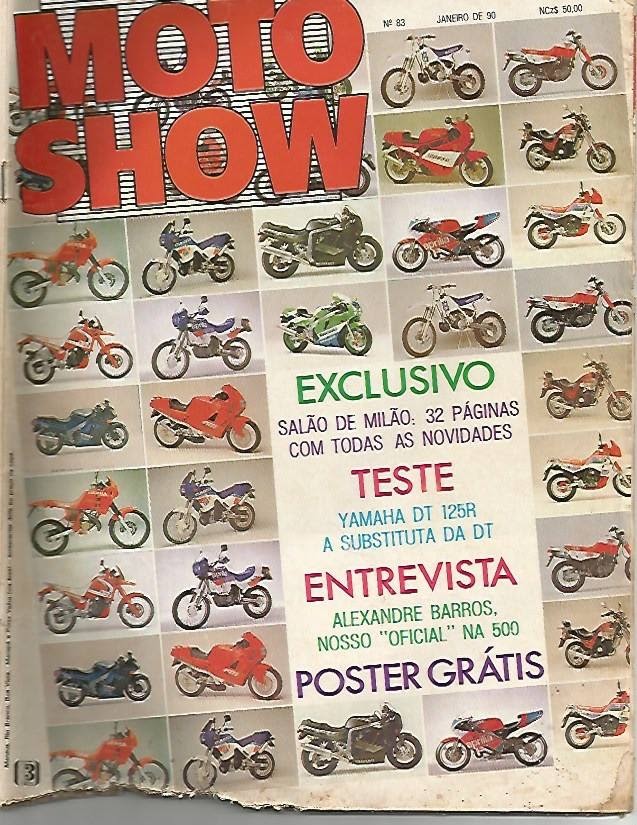 Nº 83 JANEIRO DE 90 NCz$ 50,00
MOTO
SHOW
EXCLUSIVO
SALÃO DE MILÃO: 32 PÁGINAS
COM TODAS AS NOVIDADES
TESTE
YAMAHA DT 125R
A SUBSTITUTA DA DT
ENTREVISTA
ALEXANDRE BARROS,
NOSSO "OFICIAL" NA 500
POSTER GRÁTIS